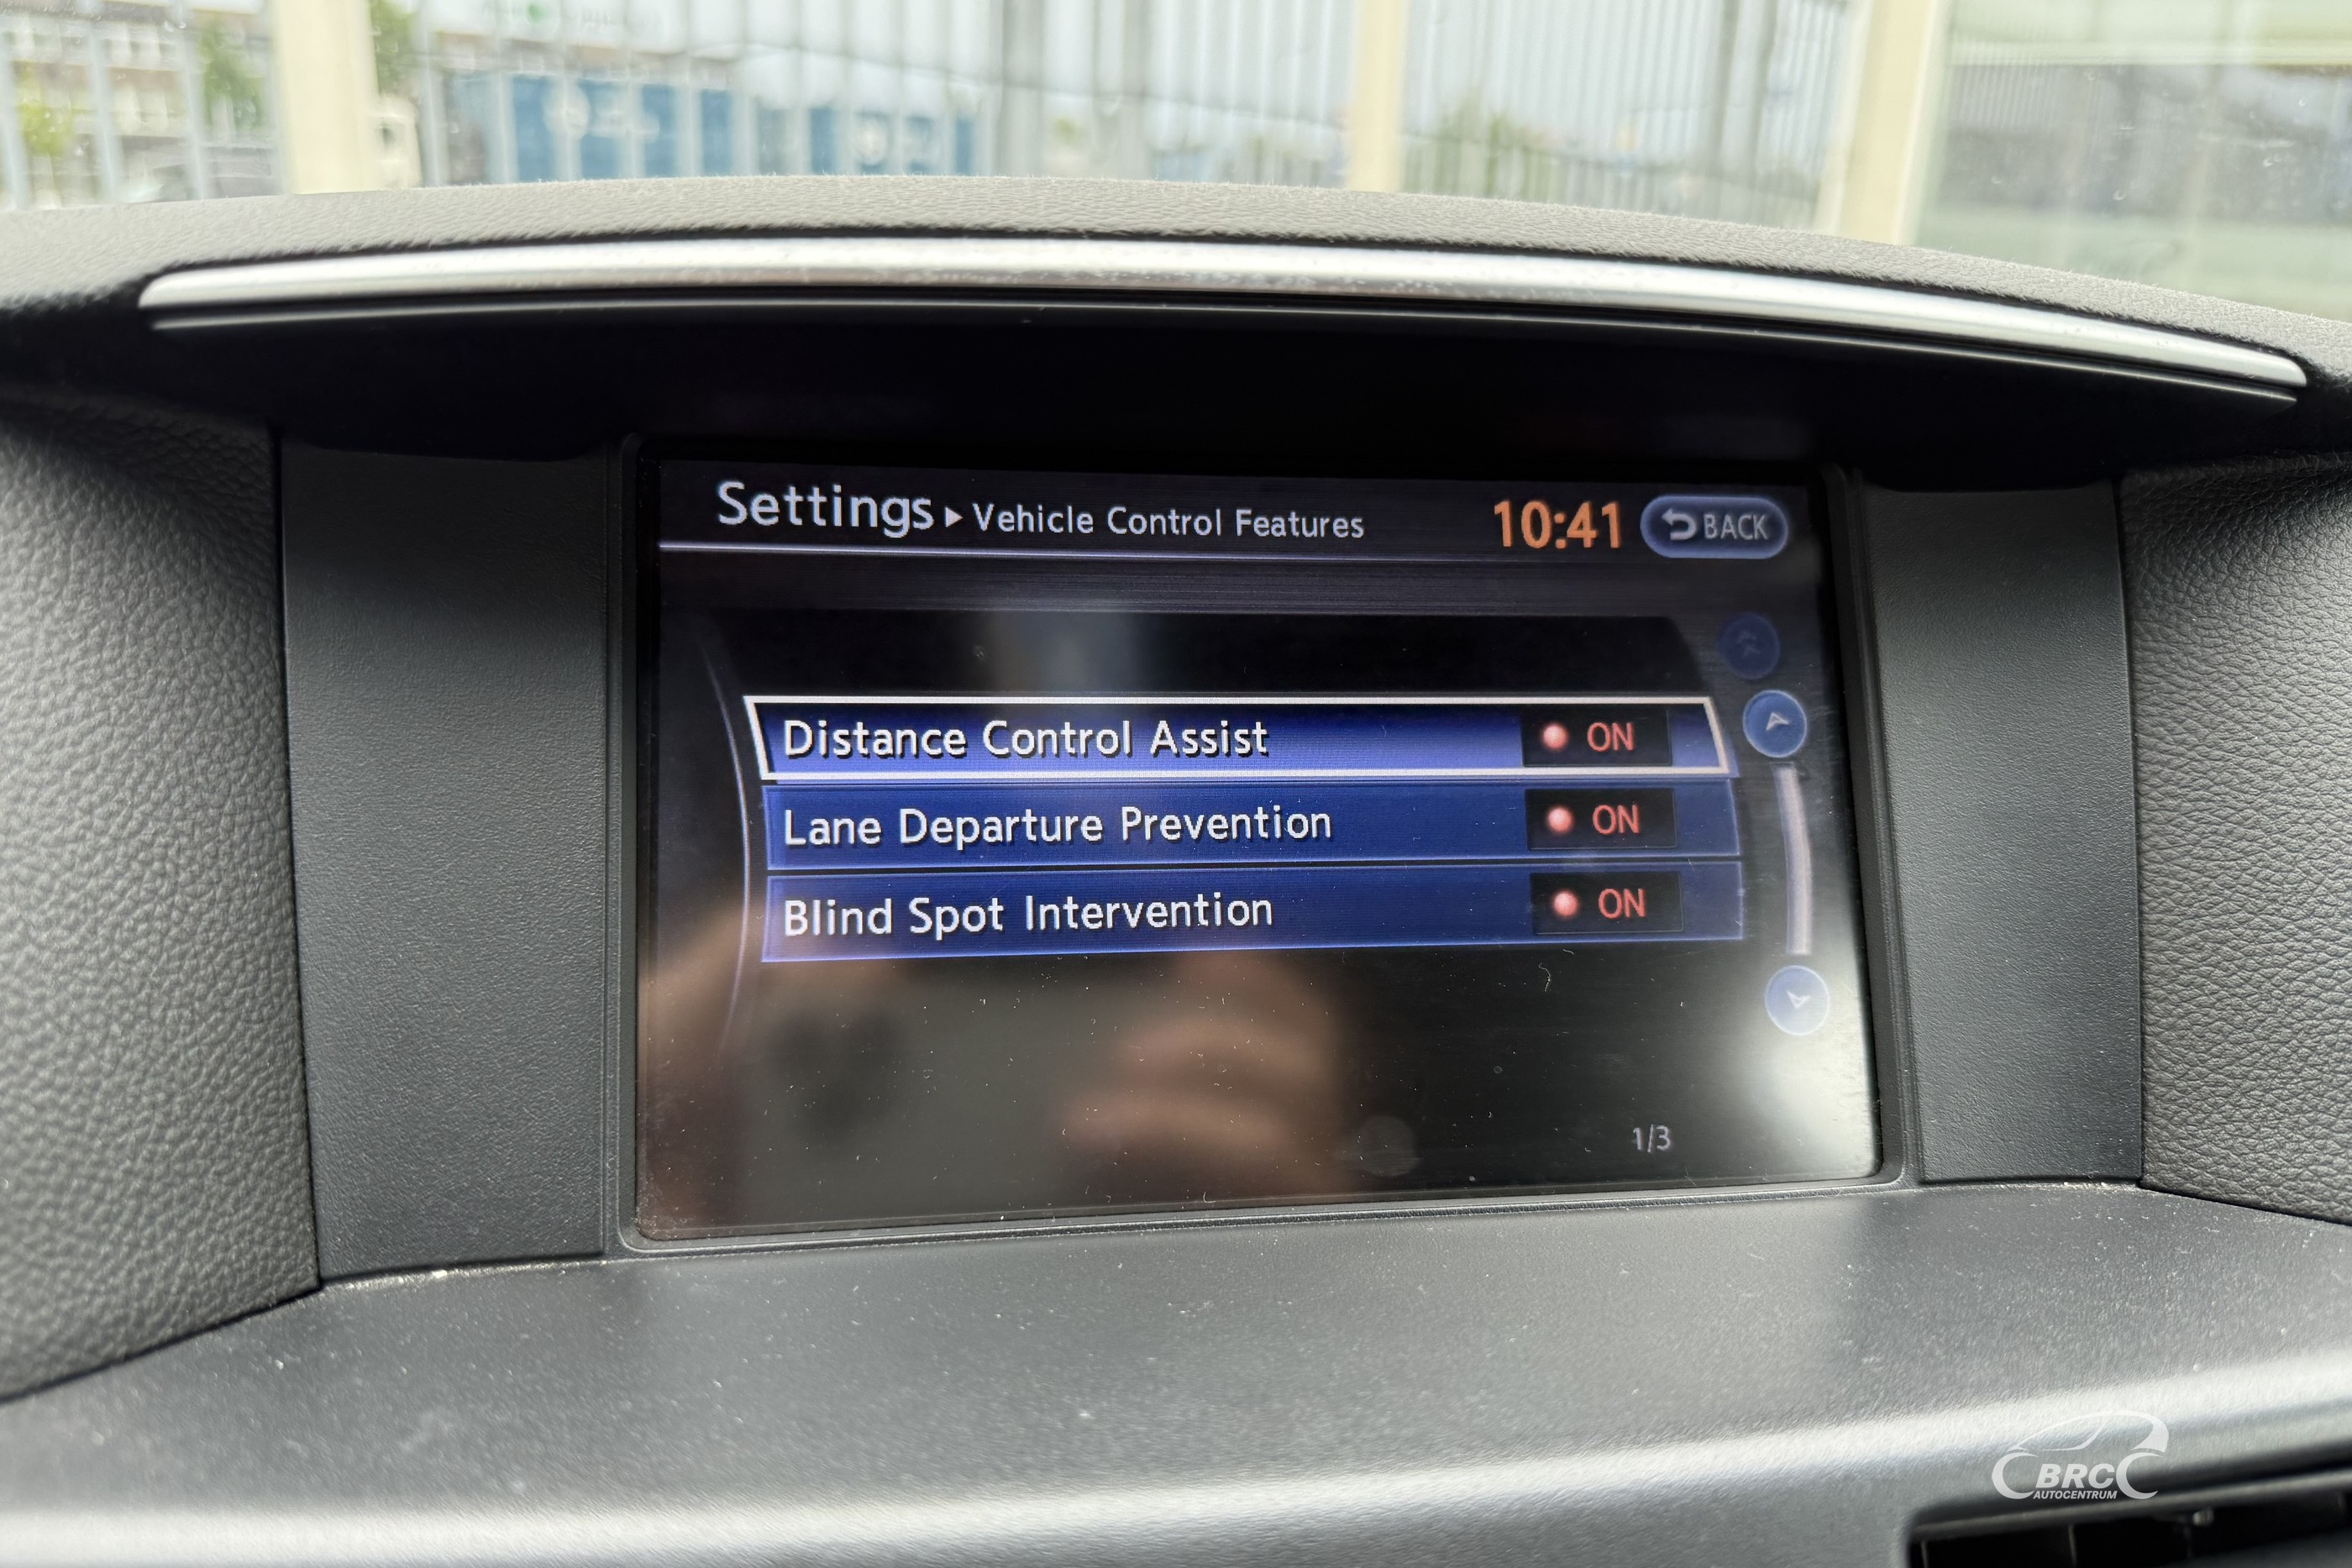 Settings ▸ Vehicle Control Features 10:41 BACK
Distance Control Assist ON
Lane Departure Prevention ON
Blind Spot Intervention ON
1/3
BRC
AUTOCENTRUM